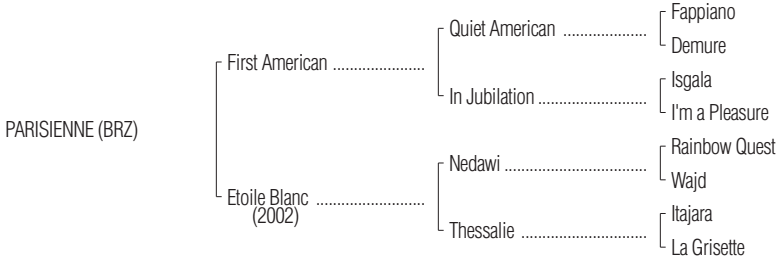 Fappiano
Quiet American ......................
Demure
First American ........................
Isgala
In Jubilation ............................
I'm a Pleasure
PARISIENNE (BRZ)
Rainbow Quest
Nedawi .....................................
Wajd
Etoile Blanc ............................
(2002)
Itajara
Thessalie .................................
La Grisette